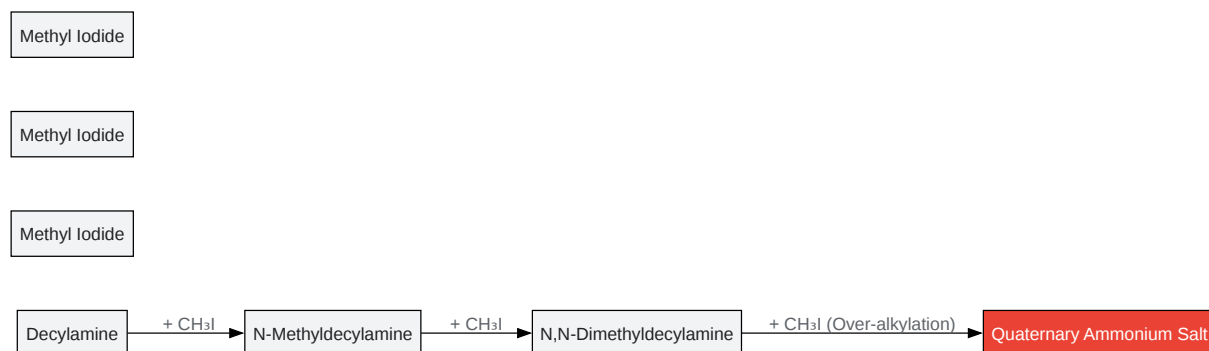 Methyl Iodide
Methyl Iodide
Methyl Iodide
Decylamine + CH₃I N-Methyldecylamine + CH₃I N,N-Dimethyldecylamine + CH₃I (Over-alkylation) Quaternary Ammonium Salt